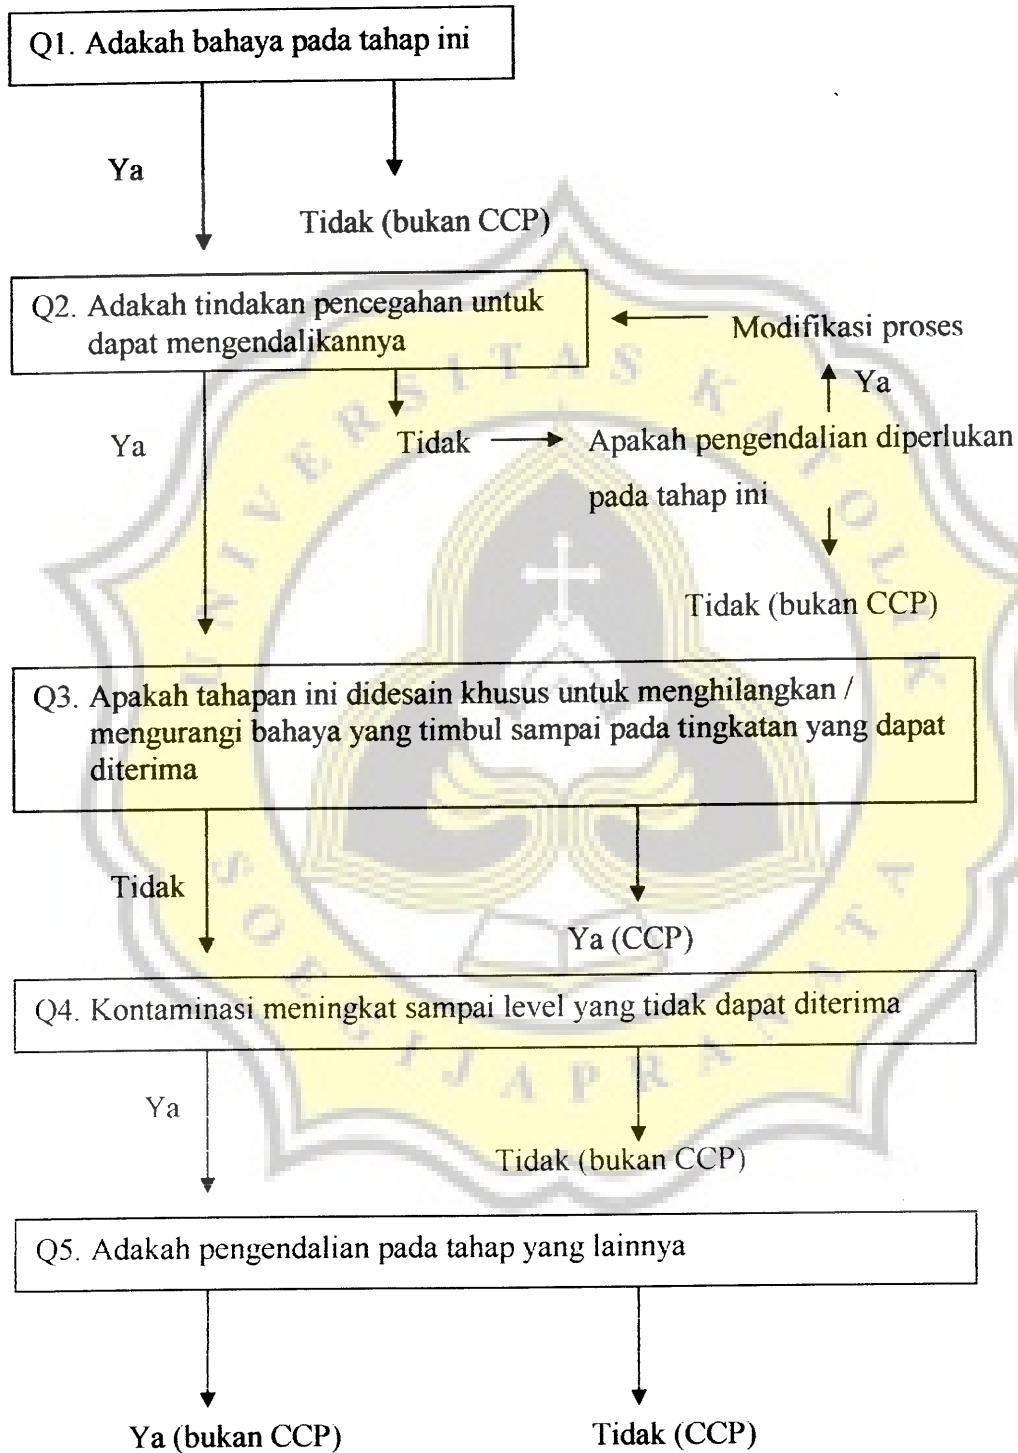 Q1. Adakah bahaya pada tahap ini
Ya
Tidak (bukan CCP)
Q2. Adakah tindakan pencegahan untuk
dapat mengendalikannya
Modifikasi proses
Ya
Ya
Tidak
Apakah pengendalian diperlukan
pada tahap ini
Tidak (bukan CCP)
Q3. Apakah tahapan ini didesain khusus untuk menghilangkan /
mengurangi bahaya yang timbul sampai pada tingkatan yang dapat
diterima
Tidak
Ya (CCP)
Q4. Kontaminasi meningkat sampai level yang tidak dapat diterima
Ya
Tidak (bukan CCP)
Q5. Adakah pengendalian pada tahap yang lainnya
Ya (bukan CCP)
Tidak (CCP)
UNIVERSITAS KATOLIK
SOEGIJAPRANATA